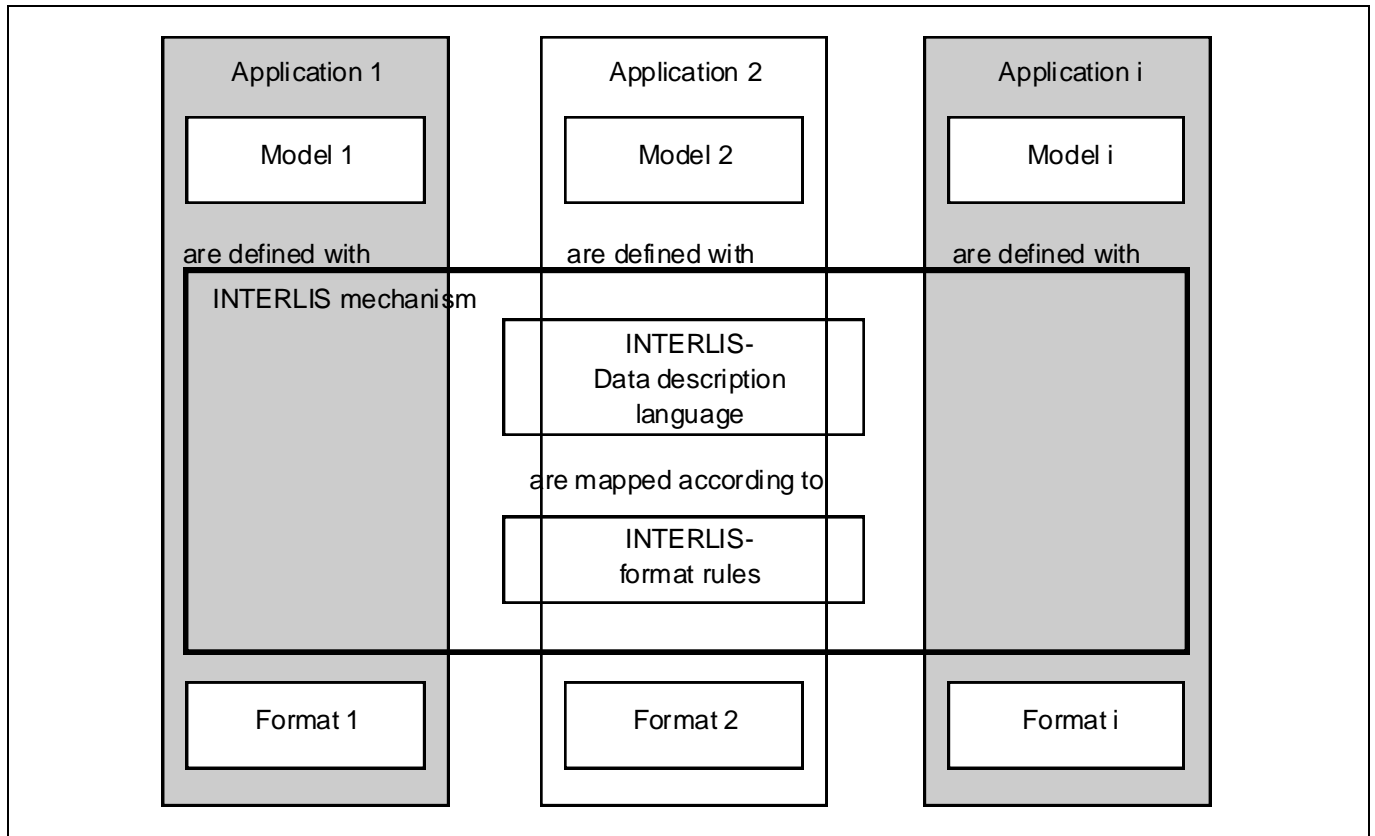 Application 1
Application 2
Application i
Model 1
Model 2
Model i
are defined with
are defined with
are defined with
INTERLIS mechanism
INTERLIS-
Data description
language
are mapped according to
INTERLIS-
format rules
Format 1
Format 2
Format i